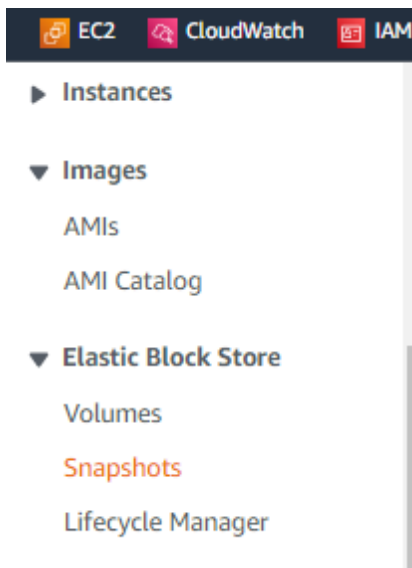 EC2 CloudWatch IAM
Instances
Images
AMIs
AMI Catalog
Elastic Block Store
Volumes
Snapshots
Lifecycle Manager